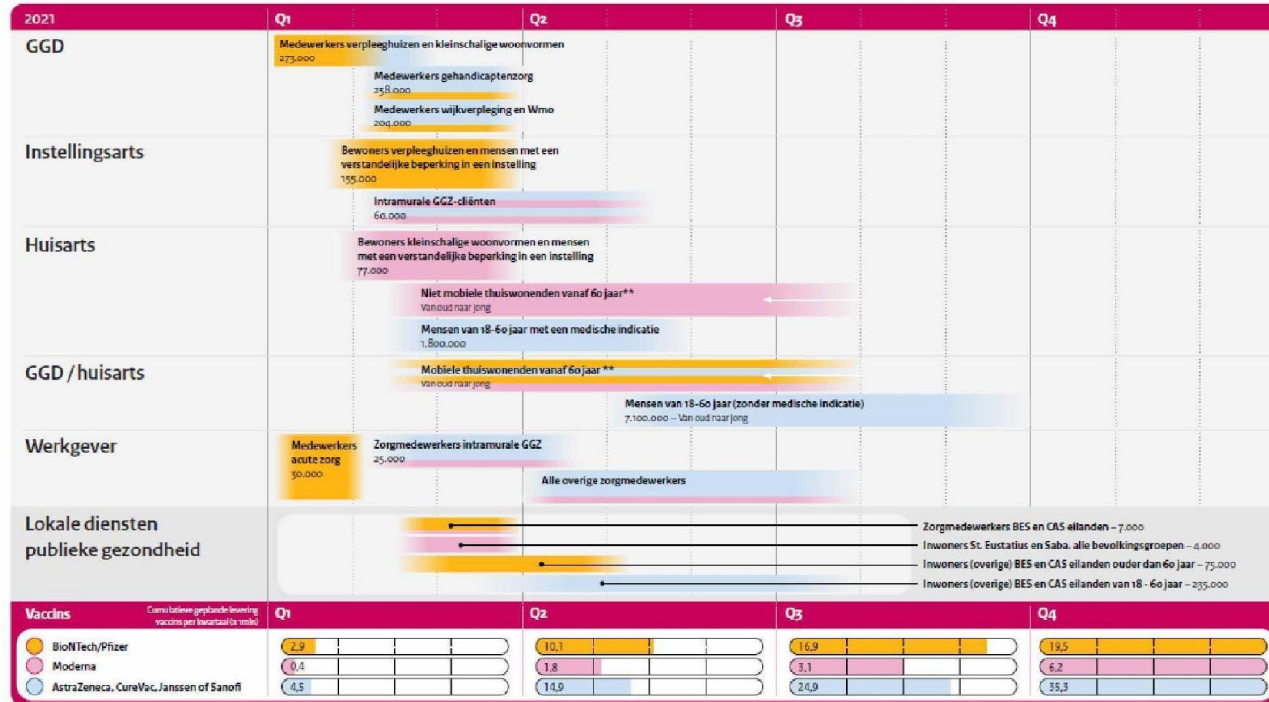 2021 Q1 Q2 Q3 Q4
GGD
Medewerkers verpleeghuizen en kleinschalige woonvormen
273.000
Medewerkers gehandicaptenzorg
258.000
Medewerkers wijkverpleging en Wmo
204.000
Instellingsarts
Bewoners verpleeghuizen en mensen met een
verstandelijke beperking in een instelling
155.000
Intramurale GGZ-cliënten
60.000
Huisarts
Bewoners kleinschalige woonvormen en mensen
met een verstandelijke beperking in een instelling
77.000
Niet mobiele thuiswonenden vanaf 60 jaar**
Van oud naar jong
Mensen van 18-60 jaar met een medische indicatie
1.800.000
GGD / huisarts
Mobiele thuiswonenden vanaf 60 jaar **
Van oud naar jong
Mensen van 18-60 jaar (zonder medische indicatie)
7.100.000 – Van oud naar jong
Werkgever
Medewerkers
acute zorg
30.000
Zorgmedewerkers intramurale GGZ
25.000
Alle overige zorgmedewerkers
Lokale diensten
publieke gezondheid
Zorgmedewerkers BES en CAS eilanden – 7.000
Inwoners St. Eustatius en Saba. alle bevolkingsgroepen – 4.000
Inwoners (overige) BES en CAS eilanden ouder dan 60 jaar – 75.000
Inwoners (overige) BES en CAS eilanden van 18 - 60 jaar – 235.000
Vaccins Cumulatieve geplande levering
vaccins per kwartaal (x 1mln)
Q1 Q2 Q3 Q4
BioNTech/Pfizer 2,9 10,1 16,9 19,5
Moderna 0,4 1,8 3,1 6,2
AstraZeneca, CureVac, Janssen of Sanofi 4,5 14,9 24,9 35,3